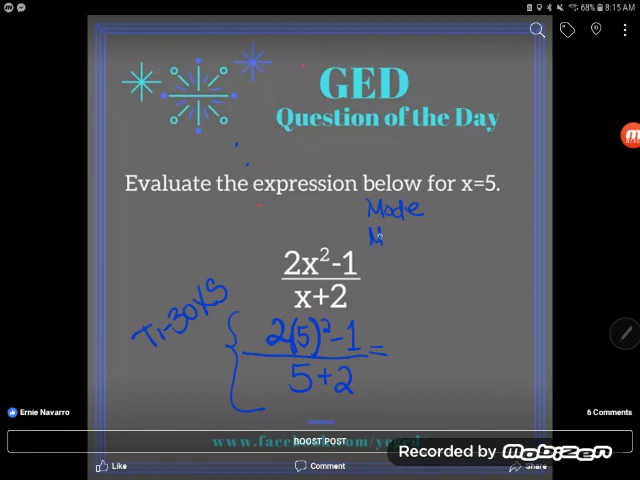 68% 8:15 AM
GED
Question of the Day
Evaluate the expression below for x=5.
Mode
2x²-1
x+2
TI-30XS
2(5)²-1 =
5+2
Ernie Navarro
6 Comments
BOOST POST
Like
Comment
Share
Recorded by mobizen